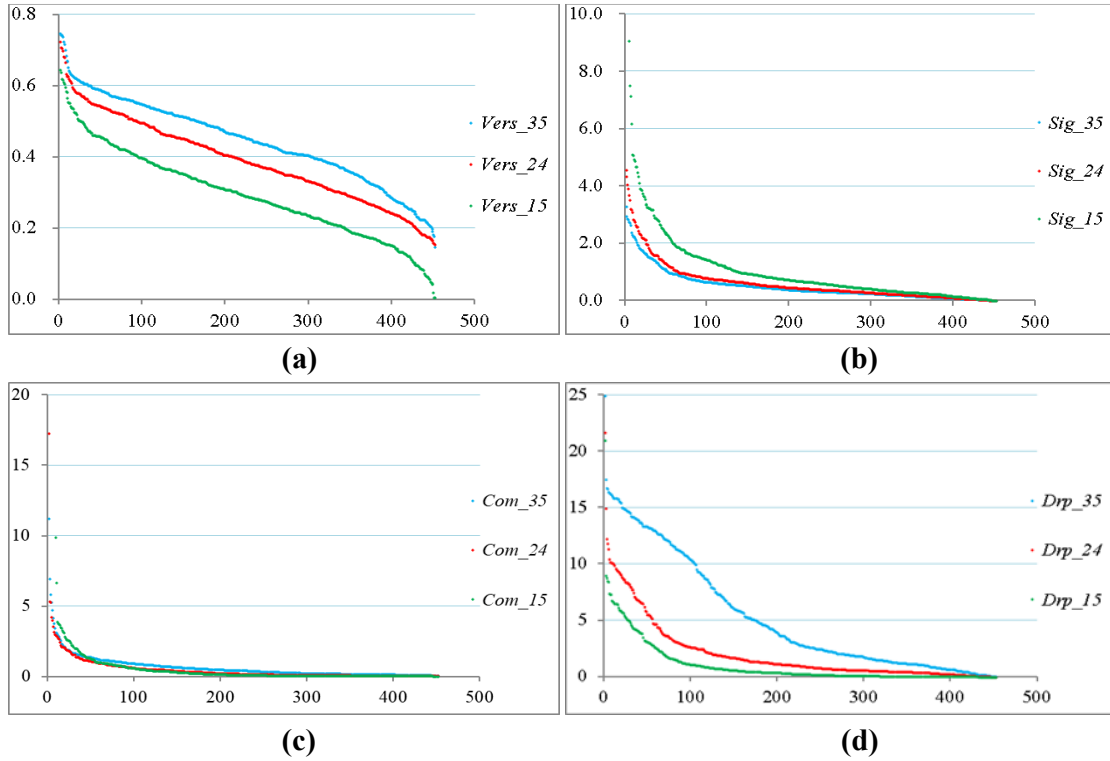 0.8
0.6
0.4
0.2
0.0
0 100 200 300 400 500
Vers_35
Vers_24
Vers_15
(a)
10.0
8.0
6.0
4.0
2.0
0.0
0 100 200 300 400 500
Sig_35
Sig_24
Sig_15
(b)
20
15
10
5
0
0 100 200 300 400 500
Com_35
Com_24
Com_15
(c)
25
20
15
10
5
0
0 100 200 300 400 500
Drp_35
Drp_24
Drp_15
(d)